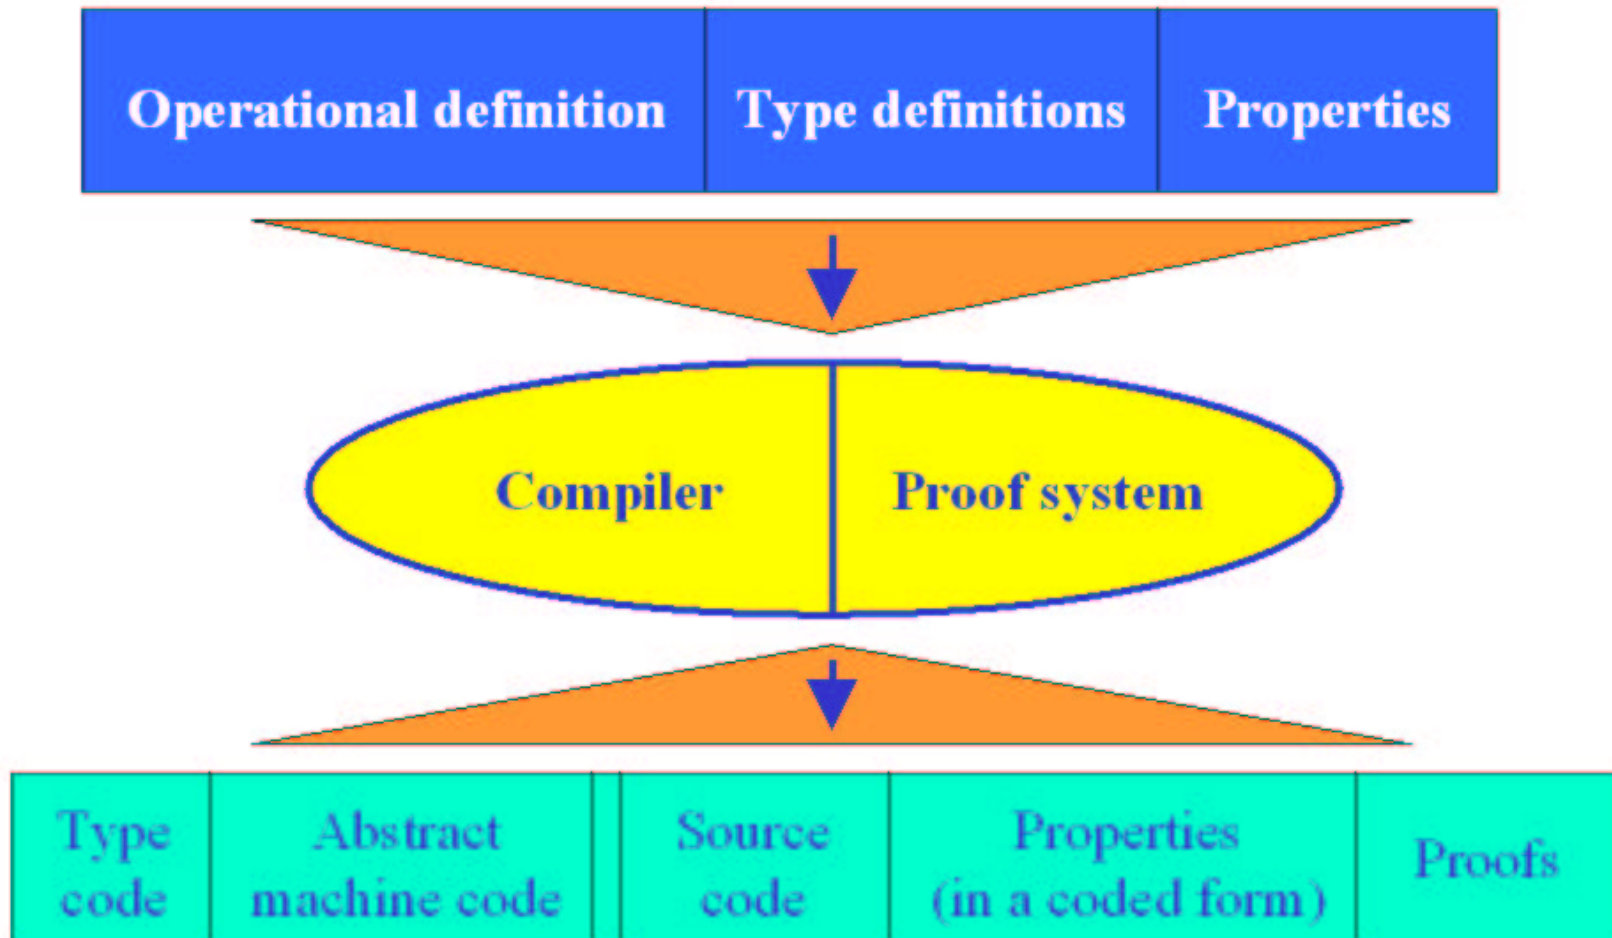 Operational definition
Type definitions
Properties
Compiler
Proof system
Type
code
Abstract
machine code
Source
code
Properties
(in a coded form)
Proofs